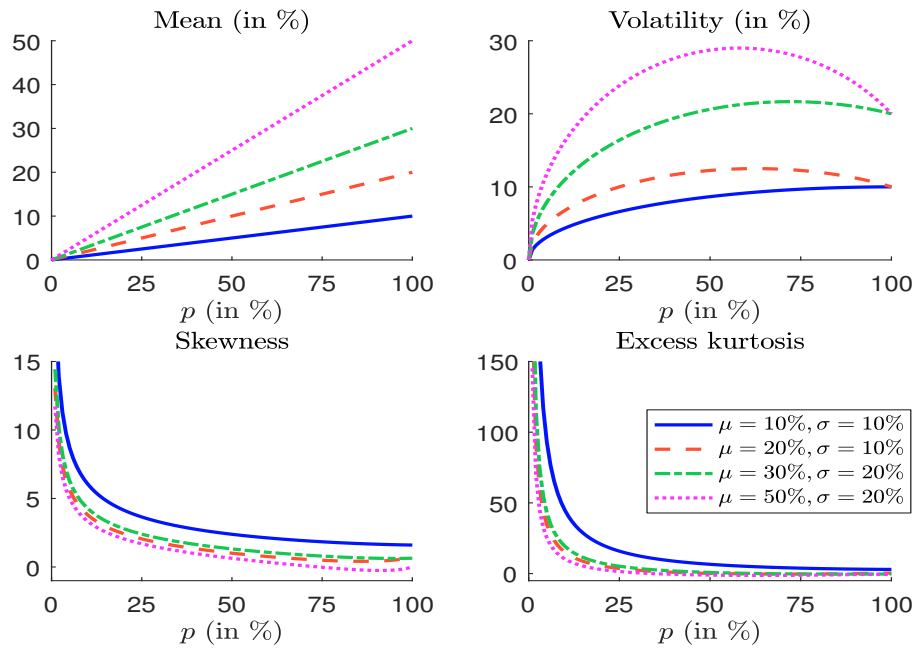 Mean (in %)
50
40
30
20
10
0
0 25 50 75 100
p (in %)
Volatility (in %)
30
20
10
0
0 25 50 75 100
p (in %)
Skewness
15
10
5
0
0 25 50 75 100
p (in %)
Excess kurtosis
150
100
50
0
0 25 50 75 100
p (in %)
μ = 10%, σ = 10%
μ = 20%, σ = 10%
μ = 30%, σ = 20%
μ = 50%, σ = 20%